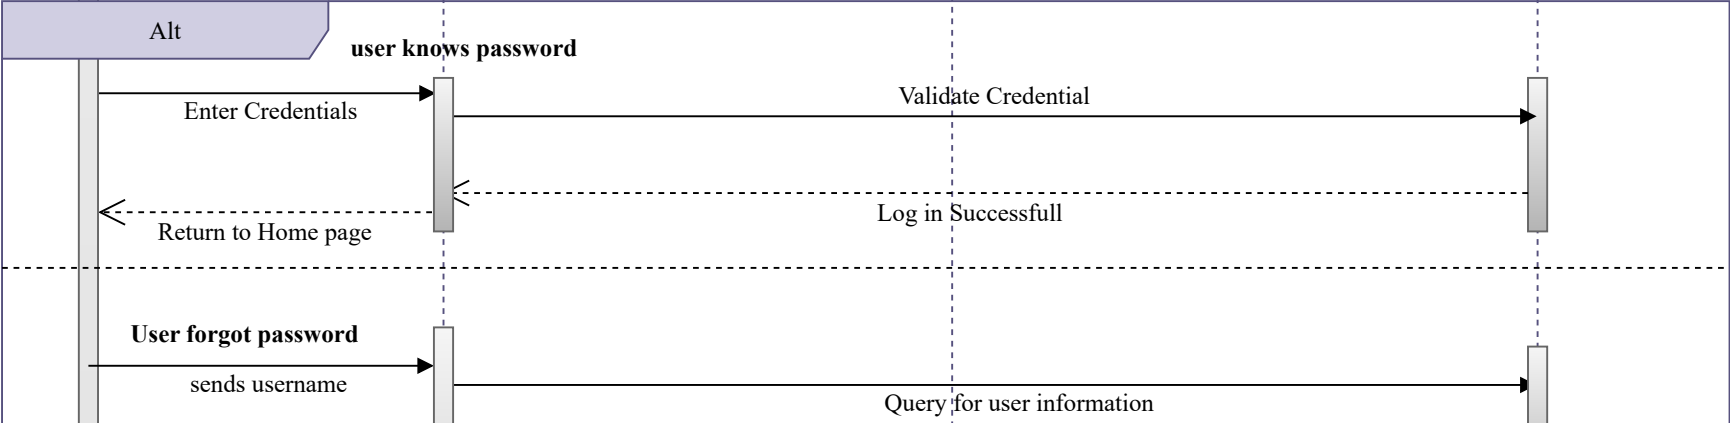 Alt
user knows password
Enter Credentials
Validate Credential
Log in Successfull
Return to Home page
User forgot password
sends username
Query for user information